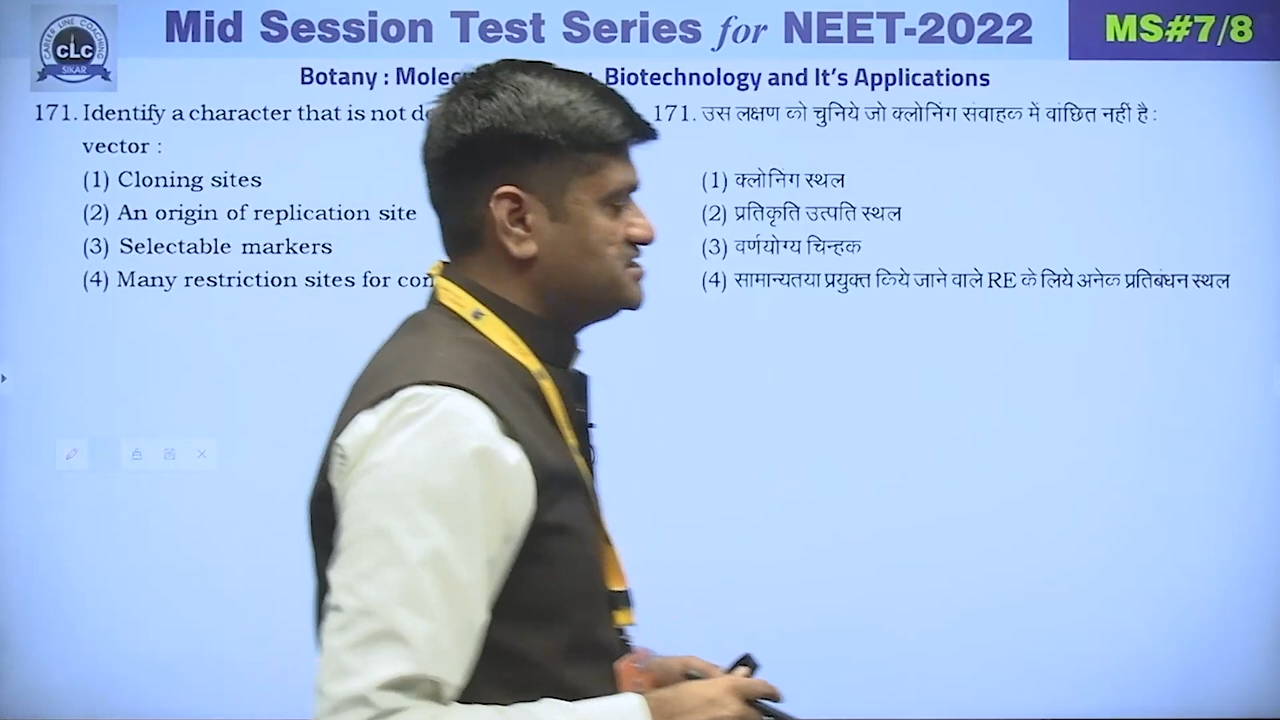 Mid Session Test Series for NEET-2022
MS#7/8
CAREER LINE COACHING
CLC
SIKAR
Botany : Biotechnology and It's Applications
171. Identify a character that is not
vector :
(1) Cloning sites
(2) An origin of replication site
(3) Selectable markers
(4) Many restriction sites for
171. उस लक्षण को चुनिये जो क्लोनिंग संवाहक में वांछित नहीं है :
(1) क्लोनिग स्थल
(2) प्रतिकृति उत्पति स्थल
(3) वर्णयोग्य चिन्हक
(4) सामान्यतया प्रयुक्त किये जाने वाले RE के लिये अनेक प्रतिबंधन स्थल